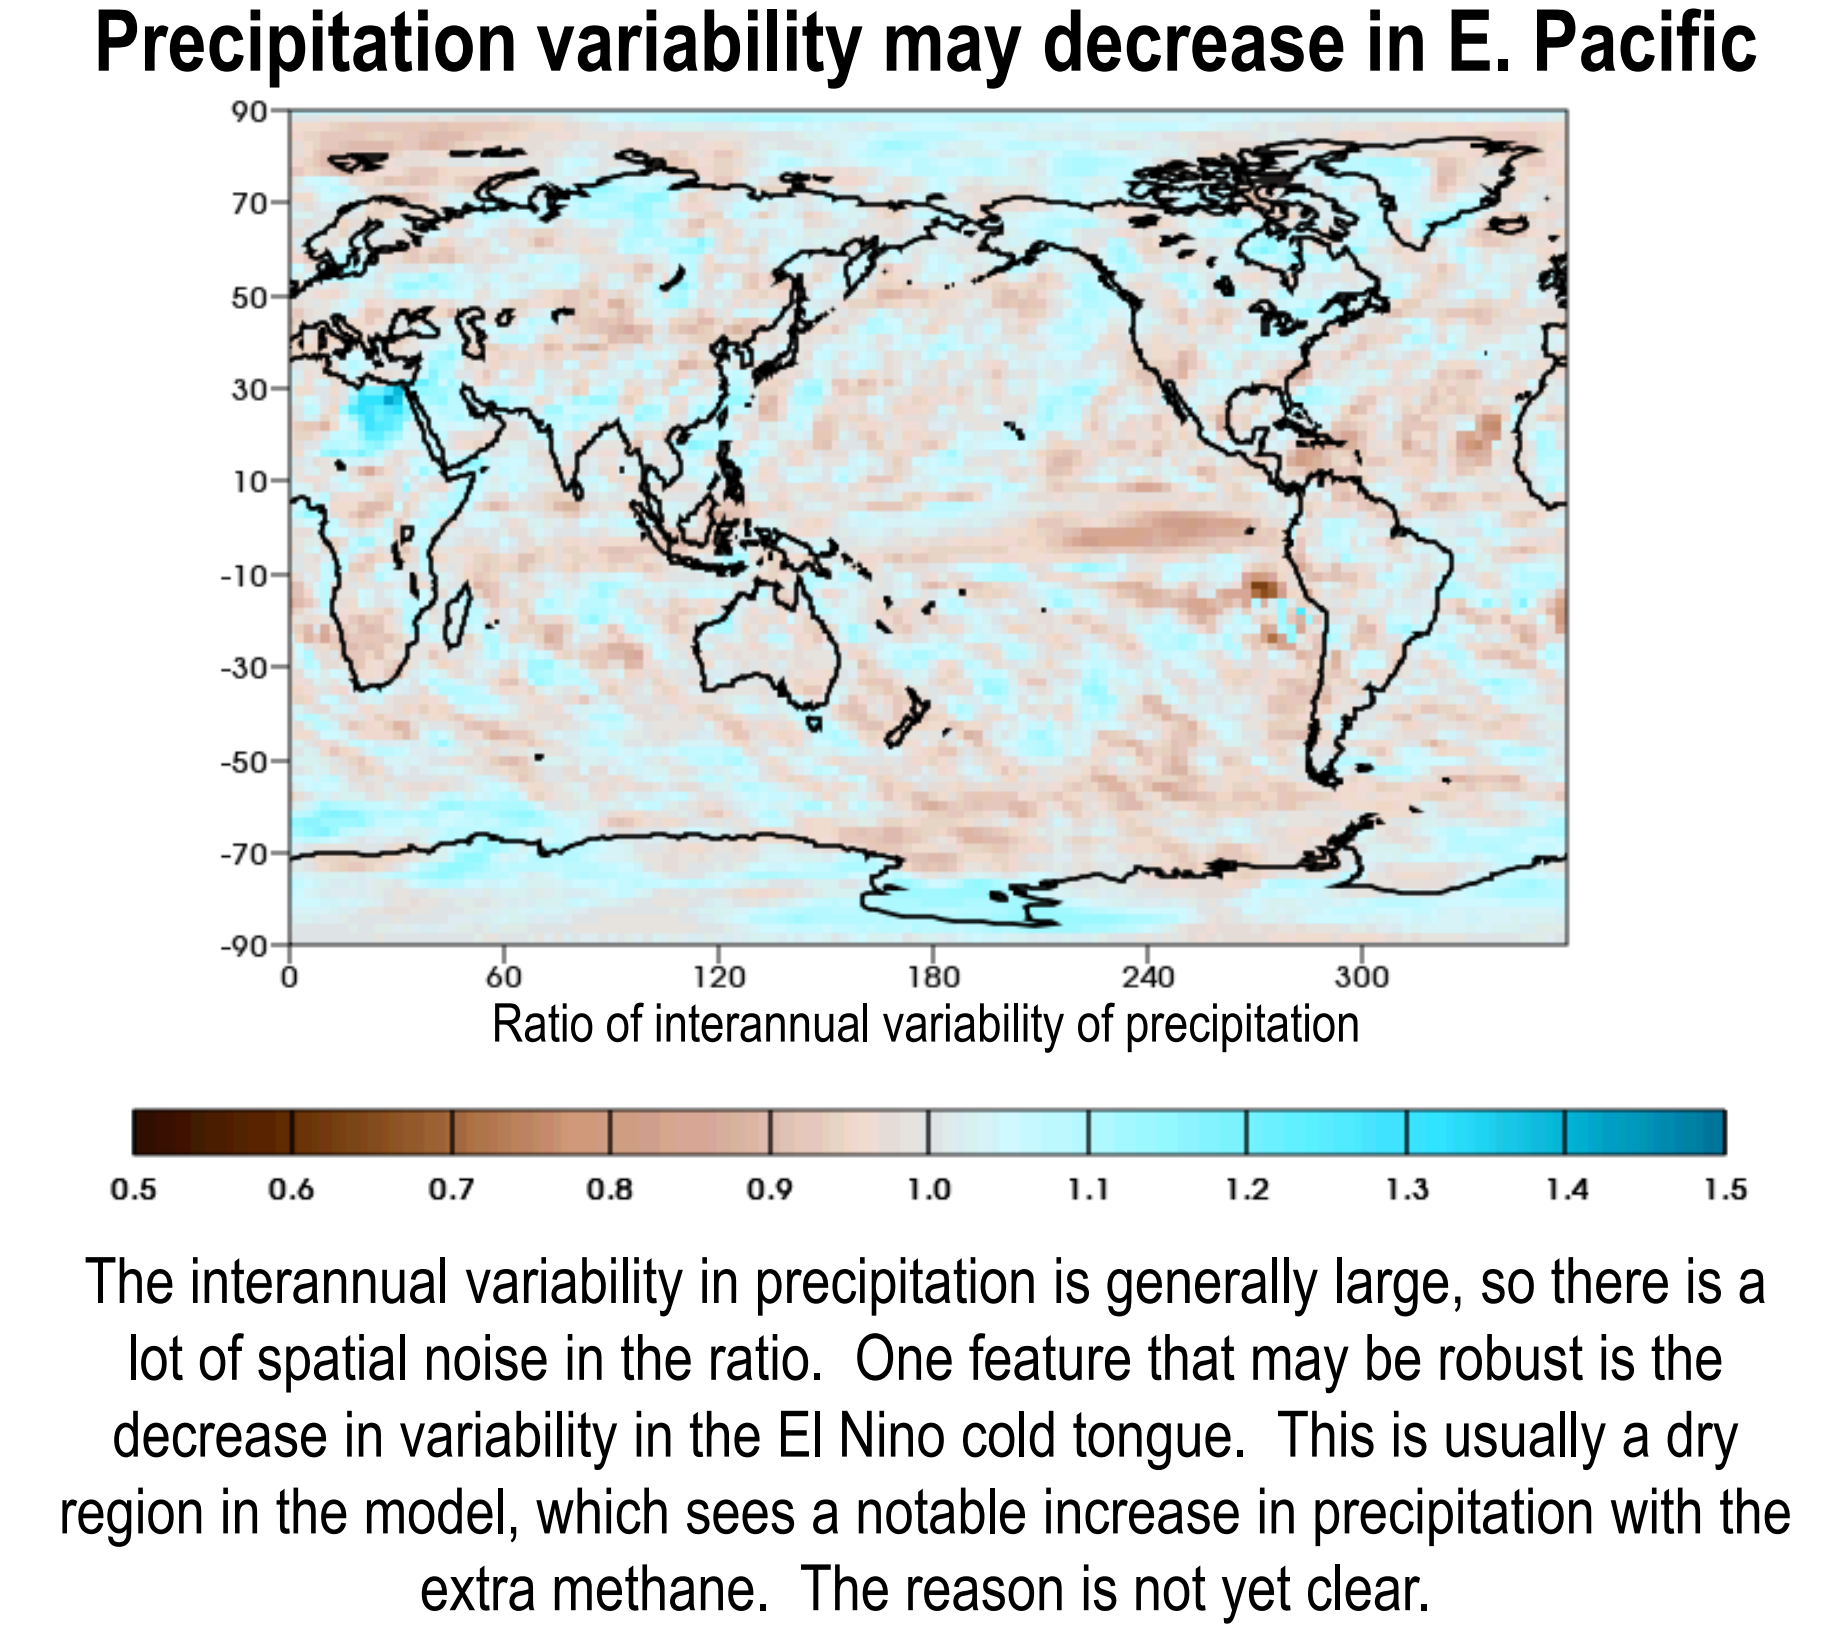 Precipitation variability may decrease in E. Pacific
90
70
50
30
10
-10
-30
-50
-70
-90
0 60 120 180 240 300
Ratio of interannual variability of precipitation
0.5 0.6 0.7 0.8 0.9 1.0 1.1 1.2 1.3 1.4 1.5
The interannual variability in precipitation is generally large, so there is a
lot of spatial noise in the ratio.  One feature that may be robust is the
decrease in variability in the El Nino cold tongue.  This is usually a dry
region in the model, which sees a notable increase in precipitation with the
extra methane.  The reason is not yet clear.